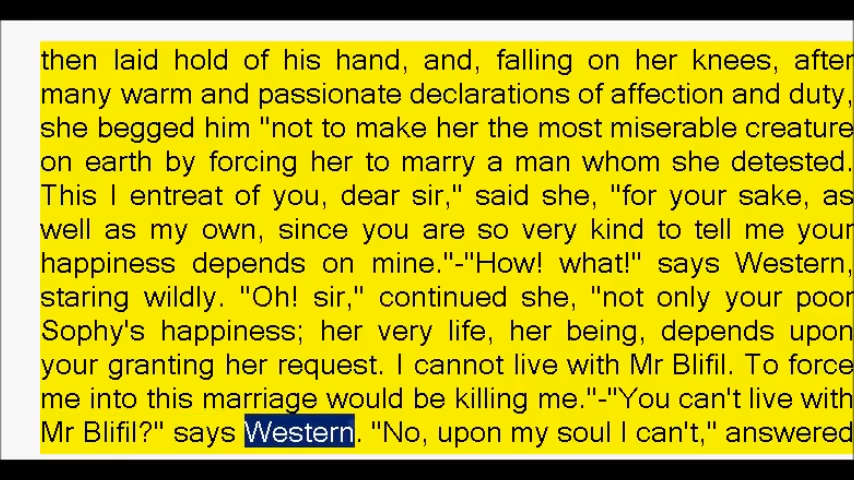 then laid hold of his hand, and, falling on her knees, after
many warm and passionate declarations of affection and duty,
she begged him "not to make her the most miserable creature
on earth by forcing her to marry a man whom she detested.
This I entreat of you, dear sir," said she, "for your sake, as
well as my own, since you are so very kind to tell me your
happiness depends on mine."-"How! what!" says Western,
staring wildly. "Oh! sir," continued she, "not only your poor
Sophy's happiness; her very life, her being, depends upon
your granting her request. I cannot live with Mr Blifil. To force
me into this marriage would be killing me."-"You can't live with
Mr Blifil?" says Western. "No, upon my soul I can't," answered